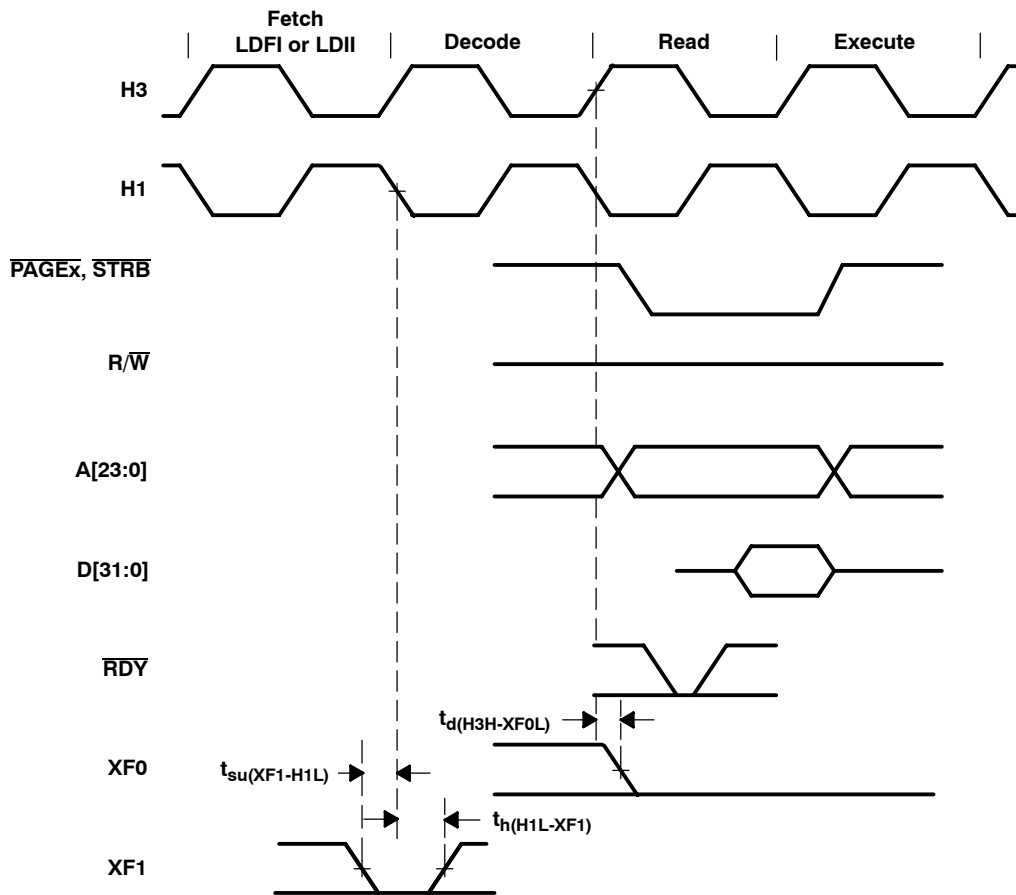 Fetch
LDFI or LDII
Decode
Read
Execute
H3
H1
PAGEx, STRB
R/W
A[23:0]
D[31:0]
RDY
td(H3H-XF0L)
XF0
tsu(XF1-H1L)
th(H1L-XF1)
XF1